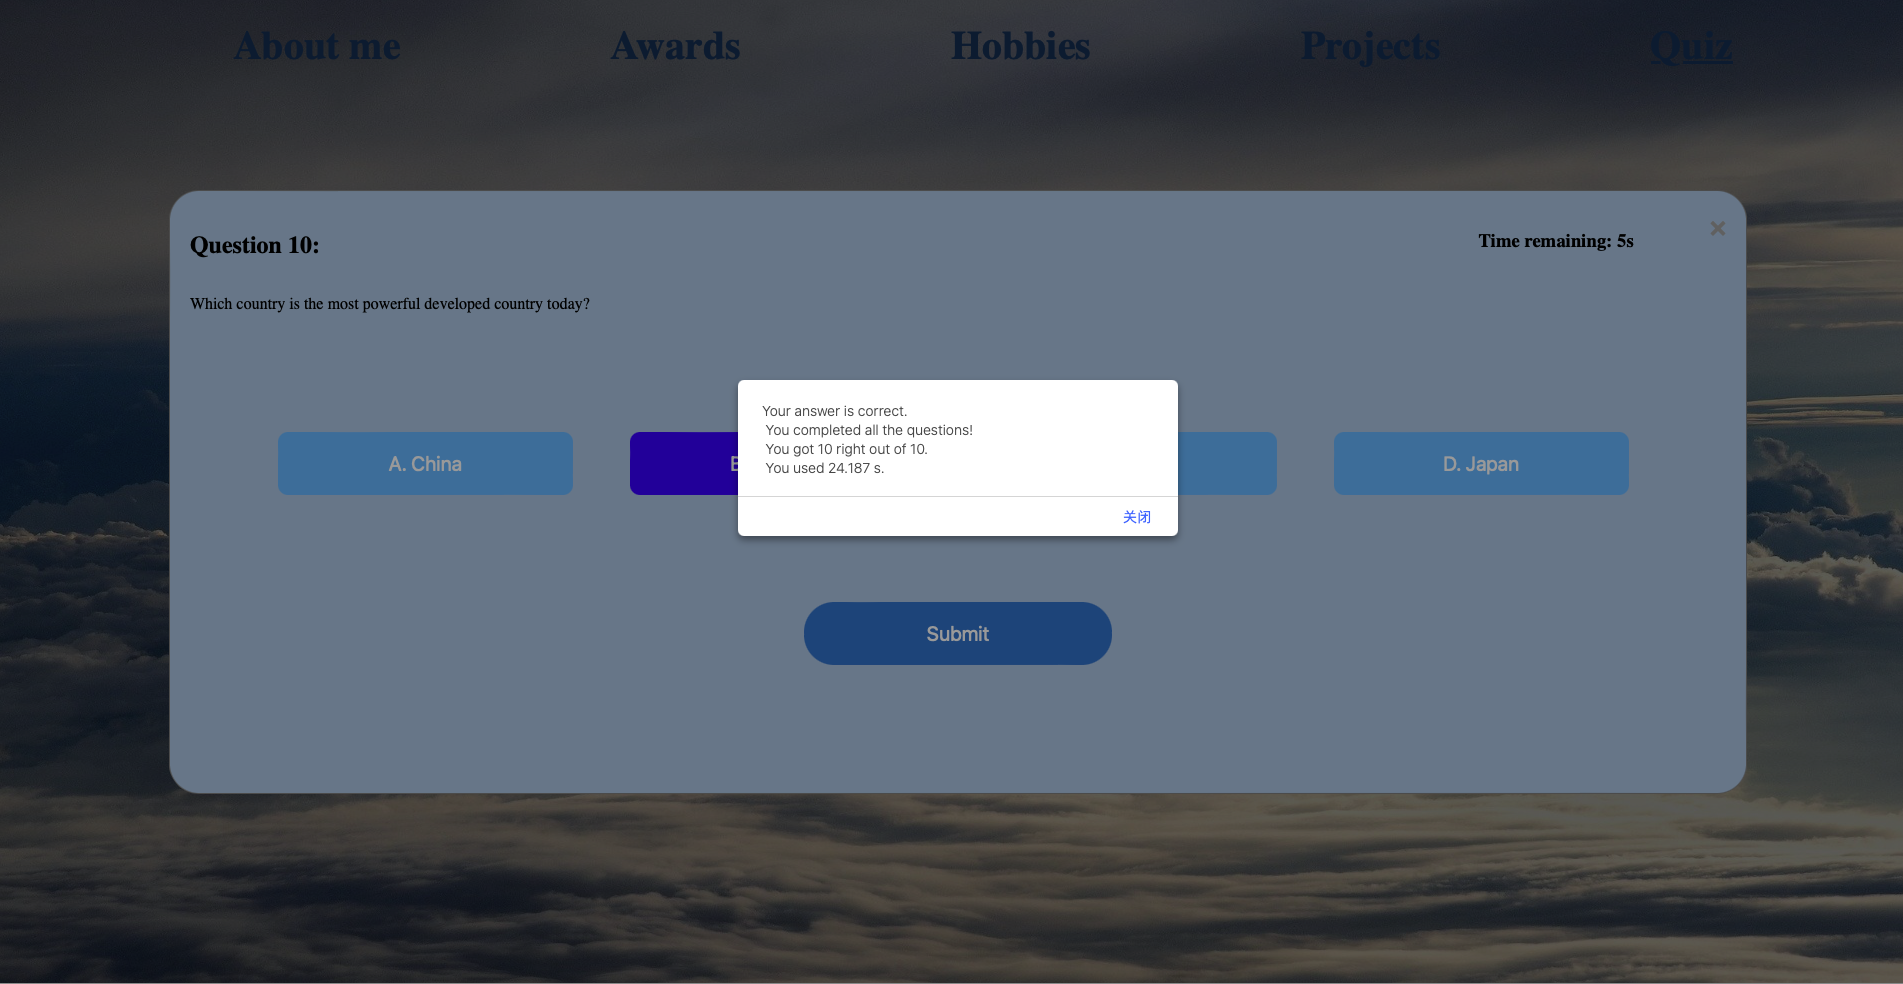 About me Awards Hobbies Projects Quiz
×
Question 10:
Time remaining: 5s
Which country is the most powerful developed country today?
Your answer is correct.
You completed all the questions!
You got 10 right out of 10.
You used 24.187 s.
关闭
A. China
D. Japan
Submit